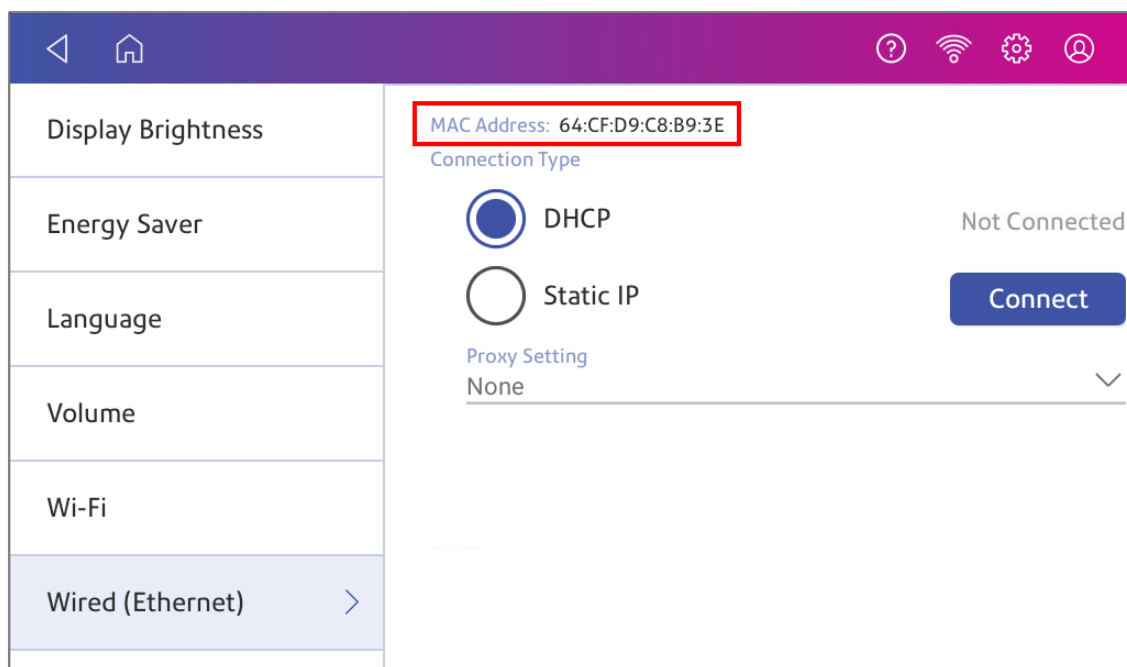 Display Brightness
Energy Saver
Language
Volume
Wi-Fi
Wired (Ethernet)
MAC Address: 64:CF:D9:C8:B9:3E
Connection Type
DHCP
Not Connected
Static IP
Connect
Proxy Setting
None